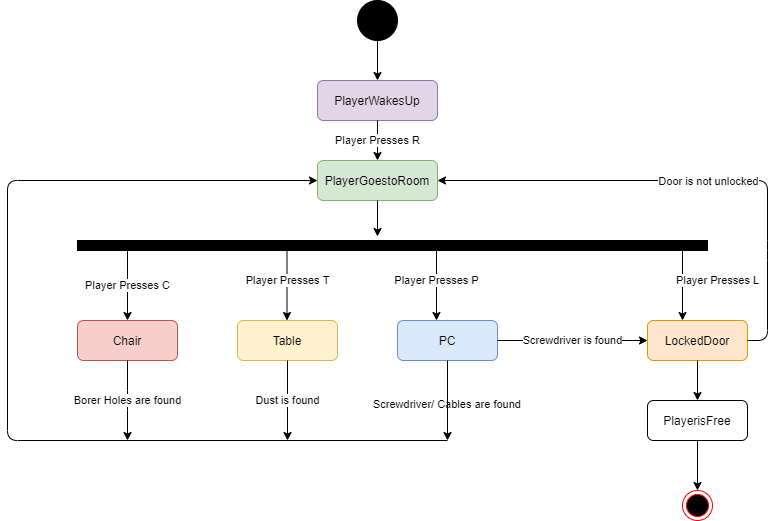 PlayerWakesUp
Player Presses R
PlayerGoestoRoom
Door is not unlocked
Player Presses C
Player Presses T
Player Presses P
Player Presses L
Chair
Table
PC
Screwdriver is found
LockedDoor
Borer Holes are found
Dust is found
Screwdriver/ Cables are found
PlayerisFree